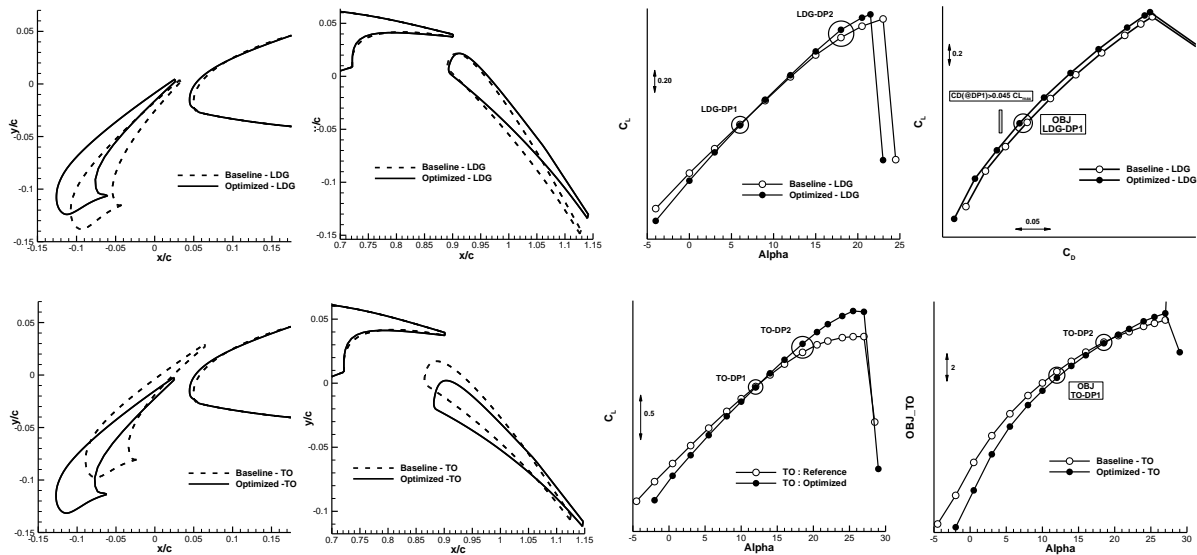 0.05
0
-0.05
-0.1
-0.15
y/c
-0.15
-0.1
-0.05
0
0.05
0.1
0.15
x/c
Baseline - LDG
Optimized - LDG
0.05
0
-0.05
-0.1
-0.15
y/c
0.7
0.75
0.8
0.85
0.9
0.95
1
1.05
1.1
1.15
x/c
Baseline - LDG
Optimized - LDG
C_L
0.20
LDG-DP2
LDG-DP1
Baseline - LDG
Optimized - LDG
-5
0
5
10
15
20
25
Alpha
C_L
0.2
CD(@DP1)>0.045 CL_max
OBJ
LDG-DP1
Baseline - LDG
Optimized - LDG
0.05
C_D
0.05
0
-0.05
-0.1
-0.15
y/c
-0.15
-0.1
-0.05
0
0.05
0.1
0.15
x/c
Baseline - TO
Optimized -TO
0.05
0
-0.05
-0.1
y/c
0.7
0.75
0.8
0.85
0.9
0.95
1
1.05
1.1
1.15
x/c
Baseline - TO
Optimized -TO
C_L
0.5
TO-DP2
TO-DP1
TO : Reference
TO : Optimized
-5
0
5
10
15
20
25
30
Alpha
OBJ_TO
2
TO-DP2
OBJ
TO-DP1
Baseline - TO
Optimized - TO
-5
0
5
10
15
20
25
30
Alpha